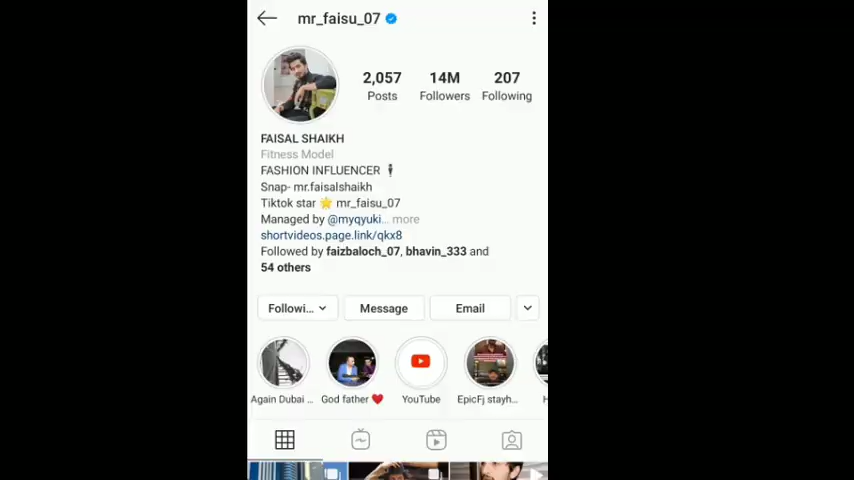 mr_faisu_07
2,057 14M 207
Posts Followers Following
FAISAL SHAIKH
Fitness Model
FASHION INFLUENCER
Snap- mr.faisalshaikh
Tiktok star ⭐ mr_faisu_07
Managed by @myqyuki... more
shortvideos.page.link/qkx8
Followed by faizbaloch_07, bhavin_333 and
54 others
Followi... Message Email
Again Dubai ... God father ❤️ YouTube EpicFj stayh... H